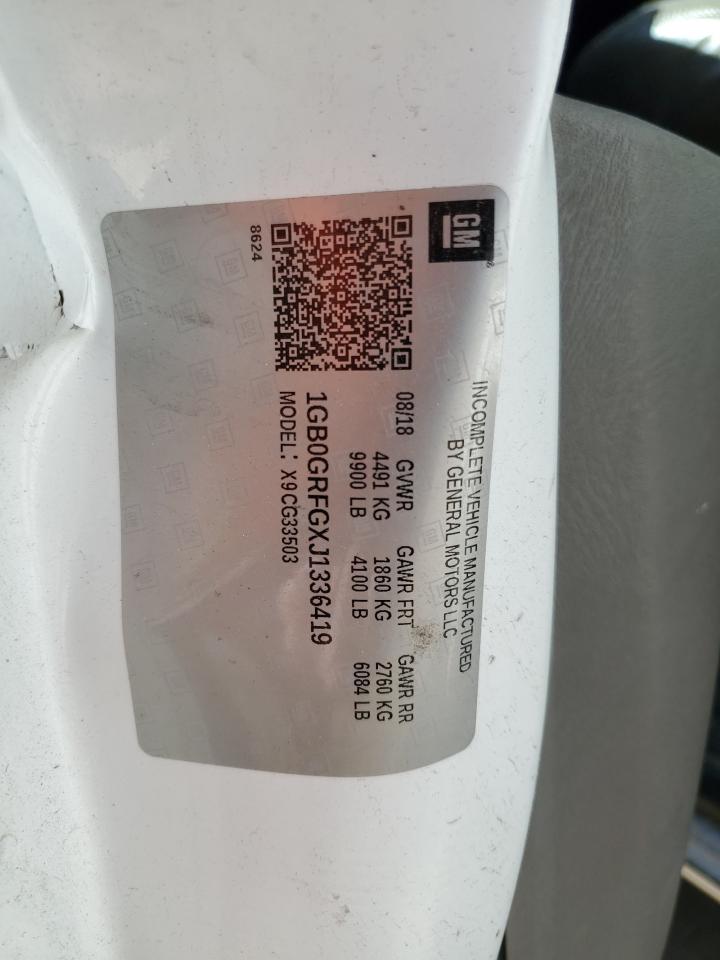 GM
INCOMPLETE VEHICLE MANUFACTURED
BY GENERAL MOTORS LLC
08/18 GVWR GAWR FRT GAWR RR
4491 KG 1860 KG 2760 KG
9900 LB 4100 LB 6084 LB
1GB0GRFGXJ1336419
MODEL: X9CG33503
8624